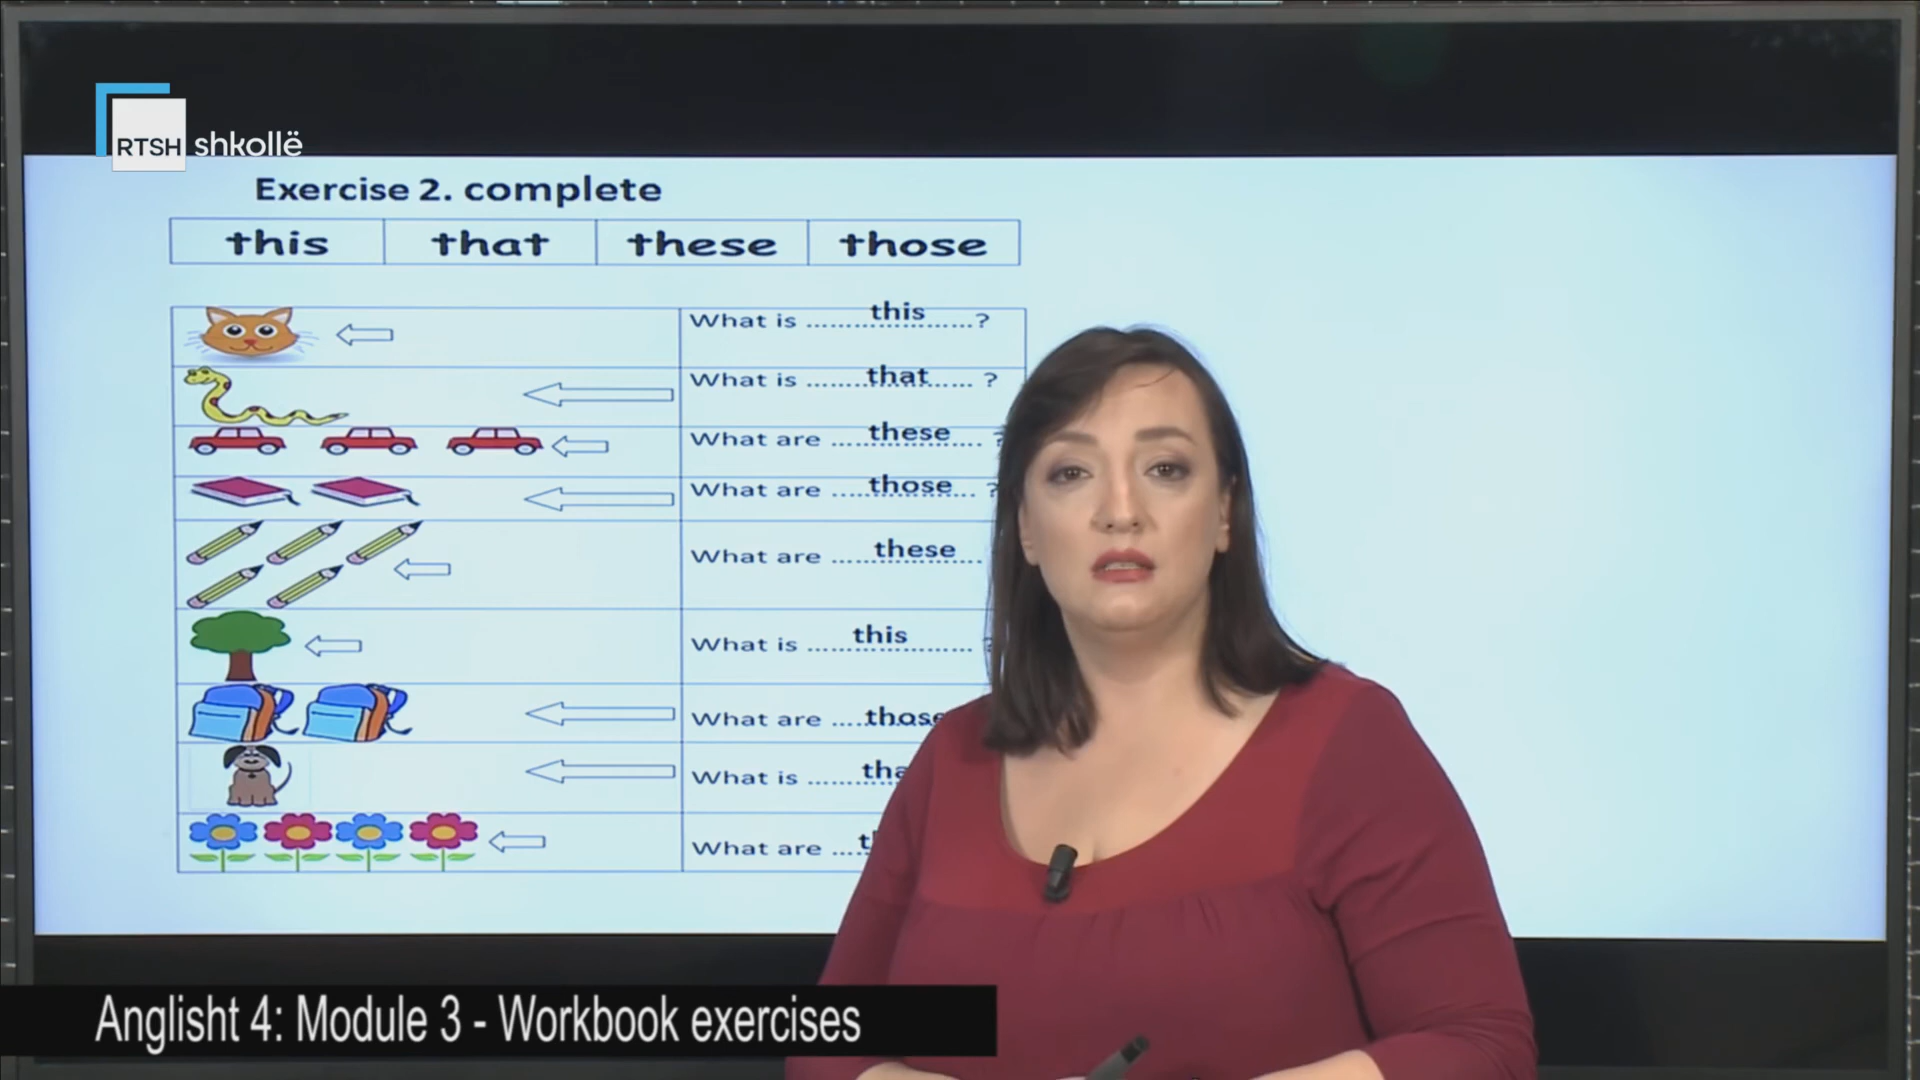 RTSH shkollë
Exercise 2. complete
this that these those
What is ......this......?
What is ......that...... ?
What are ...these... ?
What are ...those... ?
What are ...these...
What is ......this...... ?
What are ....those
What is ......
What are ....
Anglisht 4: Module 3 - Workbook exercises